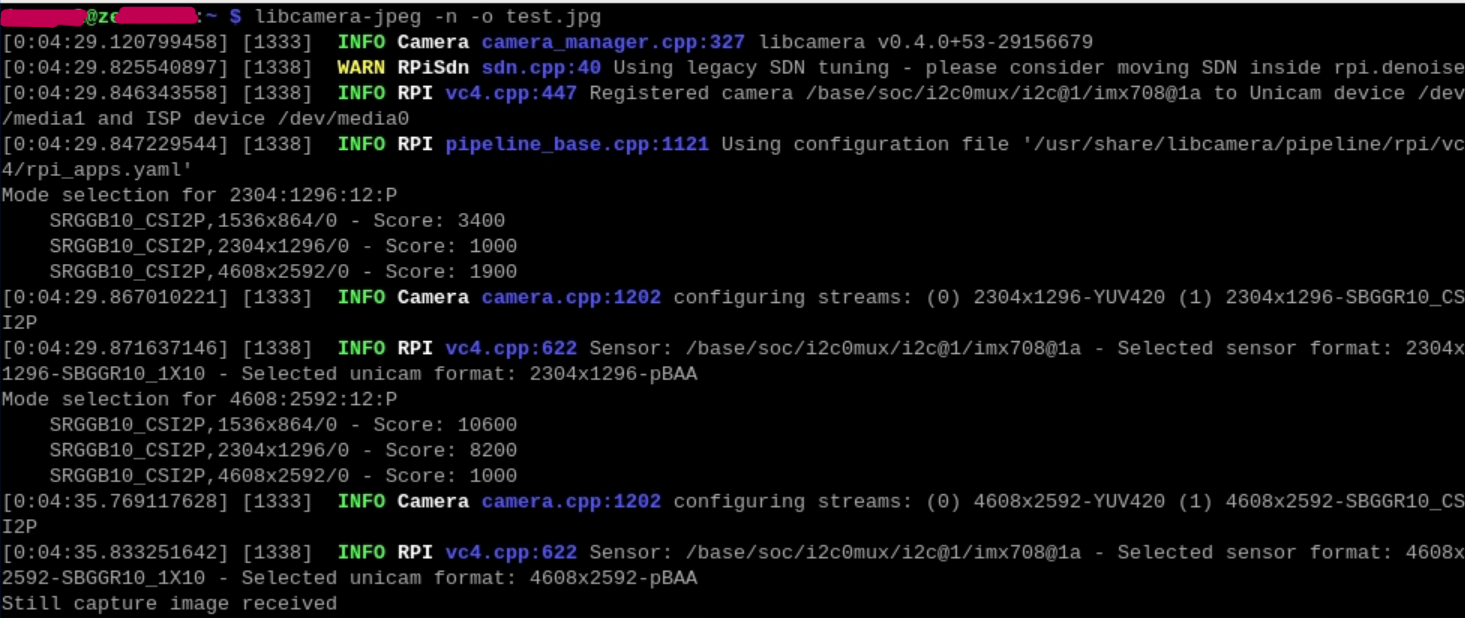 @ze :~ $ libcamera-jpeg -n -o test.jpg
[0:04:29.120799458] [1333]  INFO Camera camera_manager.cpp:327 libcamera v0.4.0+53-29156679
[0:04:29.825540897] [1338]  WARN RPiSdn sdn.cpp:40 Using legacy SDN tuning - please consider moving SDN inside rpi.denoise
[0:04:29.846343558] [1338]  INFO RPI vc4.cpp:447 Registered camera /base/soc/i2c0mux/i2c@1/imx708@1a to Unicam device /dev
/media1 and ISP device /dev/media0
[0:04:29.847229544] [1338]  INFO RPI pipeline_base.cpp:1121 Using configuration file '/usr/share/libcamera/pipeline/rpi/vc
4/rpi_apps.yaml'
Mode selection for 2304:1296:12:P
    SRGGB10_CSI2P,1536x864/0 - Score: 3400
    SRGGB10_CSI2P,2304x1296/0 - Score: 1000
    SRGGB10_CSI2P,4608x2592/0 - Score: 1900
[0:04:29.867010221] [1333]  INFO Camera camera.cpp:1202 configuring streams: (0) 2304x1296-YUV420 (1) 2304x1296-SBGGR10_CS
I2P
[0:04:29.871637146] [1338]  INFO RPI vc4.cpp:622 Sensor: /base/soc/i2c0mux/i2c@1/imx708@1a - Selected sensor format: 2304x
1296-SBGGR10_1X10 - Selected unicam format: 2304x1296-pBAA
Mode selection for 4608:2592:12:P
    SRGGB10_CSI2P,1536x864/0 - Score: 10600
    SRGGB10_CSI2P,2304x1296/0 - Score: 8200
    SRGGB10_CSI2P,4608x2592/0 - Score: 1000
[0:04:35.769117628] [1333]  INFO Camera camera.cpp:1202 configuring streams: (0) 4608x2592-YUV420 (1) 4608x2592-SBGGR10_CS
I2P
[0:04:35.833251642] [1338]  INFO RPI vc4.cpp:622 Sensor: /base/soc/i2c0mux/i2c@1/imx708@1a - Selected sensor format: 4608x
2592-SBGGR10_1X10 - Selected unicam format: 4608x2592-pBAA
Still capture image received